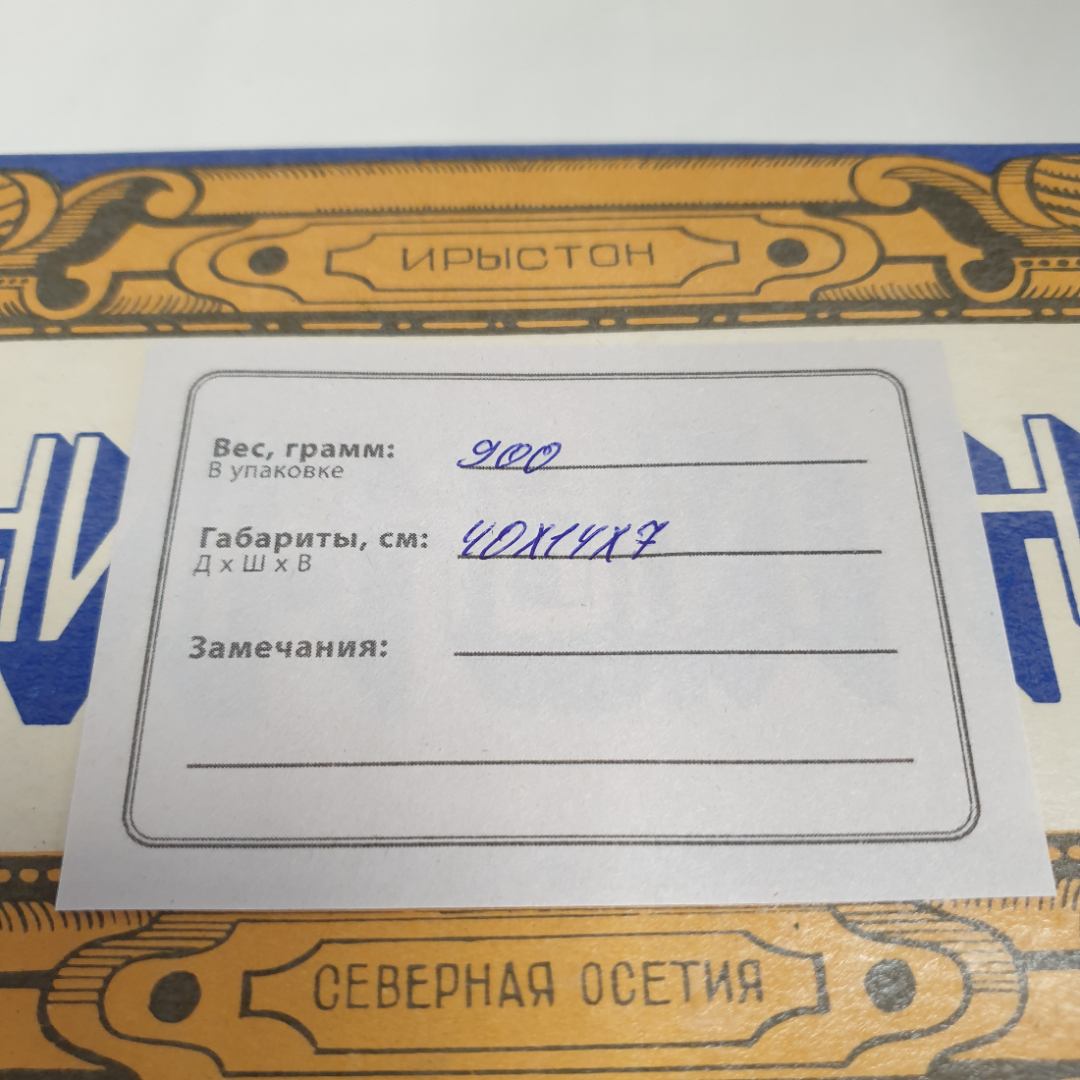 ИРЫСТОН
Вес, грамм: 900
В упаковке
Габариты, см: 40х14х7
Д х Ш х В
Замечания:
СЕВЕРНАЯ ОСЕТИЯ